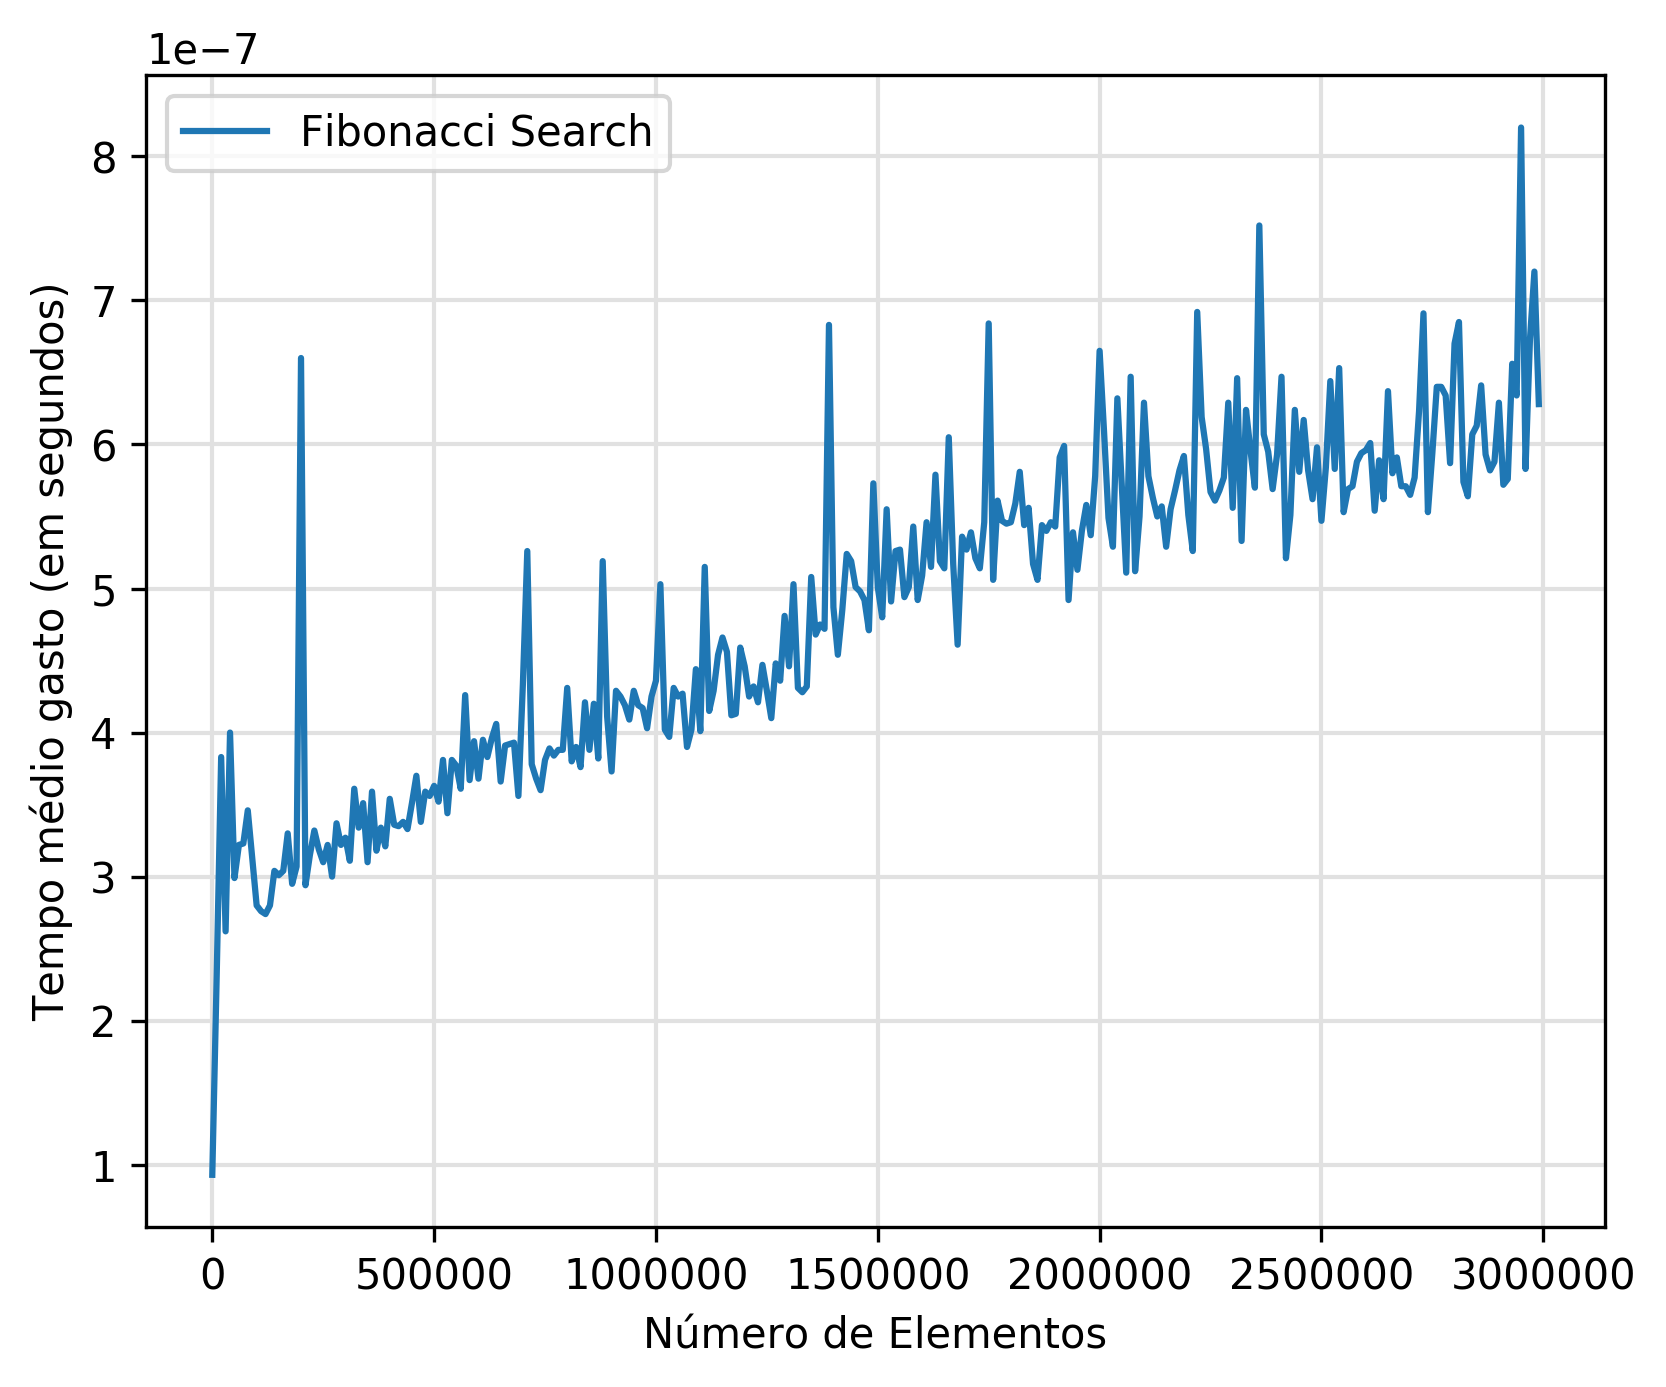 1e−7
Fibonacci Search
8
7
6
5
4
3
2
1
Tempo médio gasto (em segundos)
0 500000 1000000 1500000 2000000 2500000 3000000
Número de Elementos